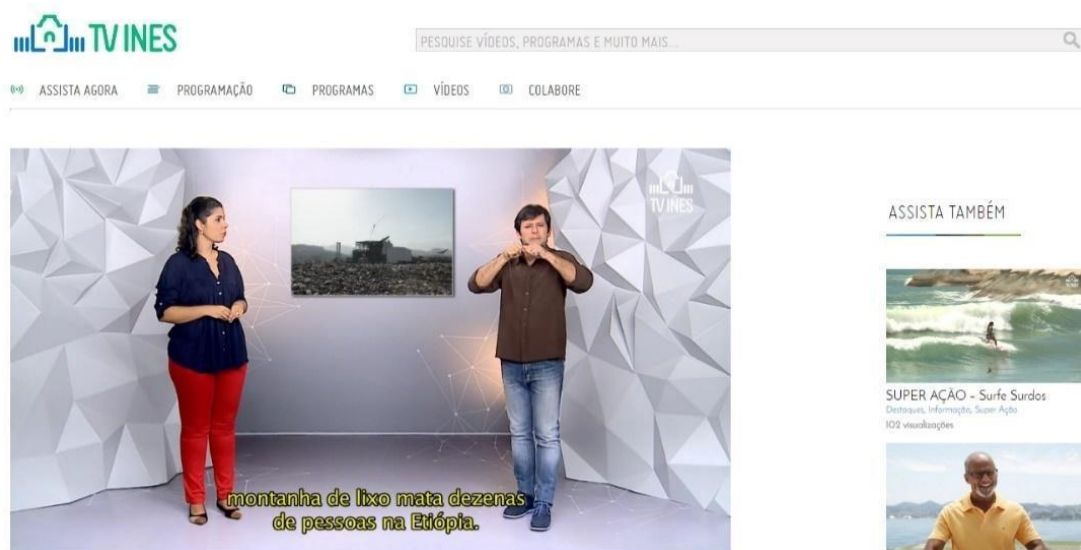 TV INES
PESQUISE VÍDEOS, PROGRAMAS E MUITO MAIS...
ASSISTA AGORA PROGRAMAÇÃO PROGRAMAS VÍDEOS COLABORE
TV INES
montanha de lixo mata dezenas
de pessoas na Etiópia.
ASSISTA TAMBÉM
SUPER AÇÃO - Surfe Surdos
Destaques, Informação, Super Ação
102 visualizações